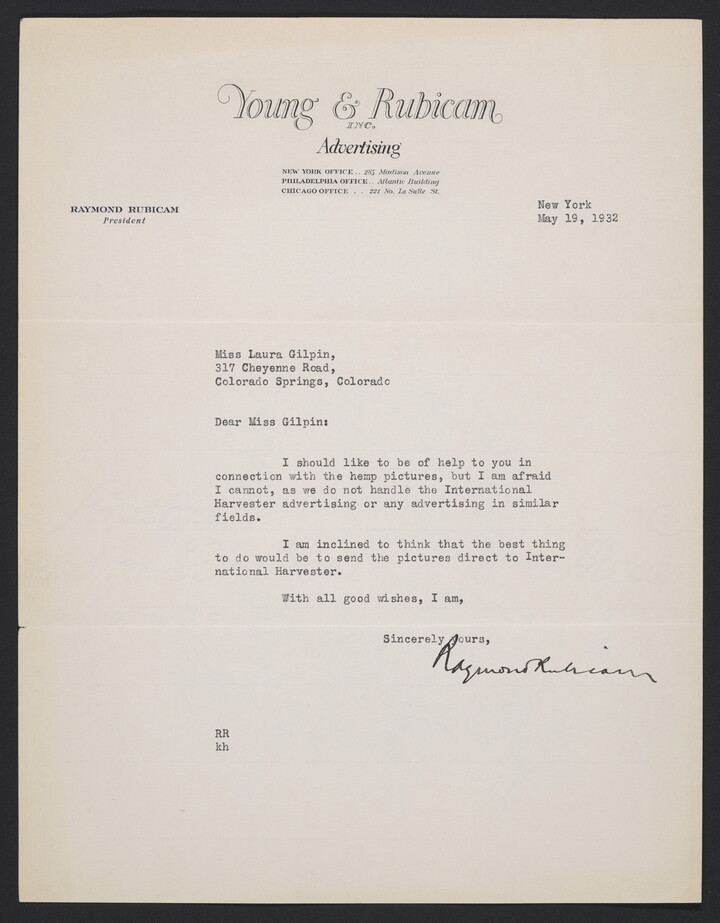 Young & Rubicam
INC.
Advertising
NEW YORK OFFICE .. 285 Madison Avenue
PHILADELPHIA OFFICE .. Atlantic Building
CHICAGO OFFICE . . 221 No. La Salle St.
RAYMOND RUBICAM
President
New York
May 19, 1932
Miss Laura Gilpin,
317 Cheyenne Road,
Colorado Springs, Colorado
Dear Miss Gilpin:
I should like to be of help to you in
connection with the hemp pictures, but I am afraid
I cannot, as we do not handle the International
Harvester advertising or any advertising in similar
fields.
I am inclined to think that the best thing
to do would be to send the pictures direct to Inter-
national Harvester.
With all good wishes, I am,
Sincerely yours,
Raymond Rubicam
RR
kh